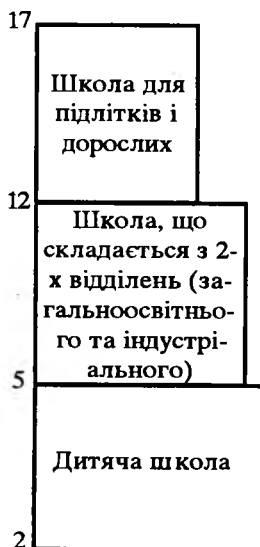 17
Школа для
підлітків і
дорослих
12
Школа, що
складається з 2-
х відділень (за-
гальноосвітньо-
го та індустрі-
ального)
5
Дитяча школа
2